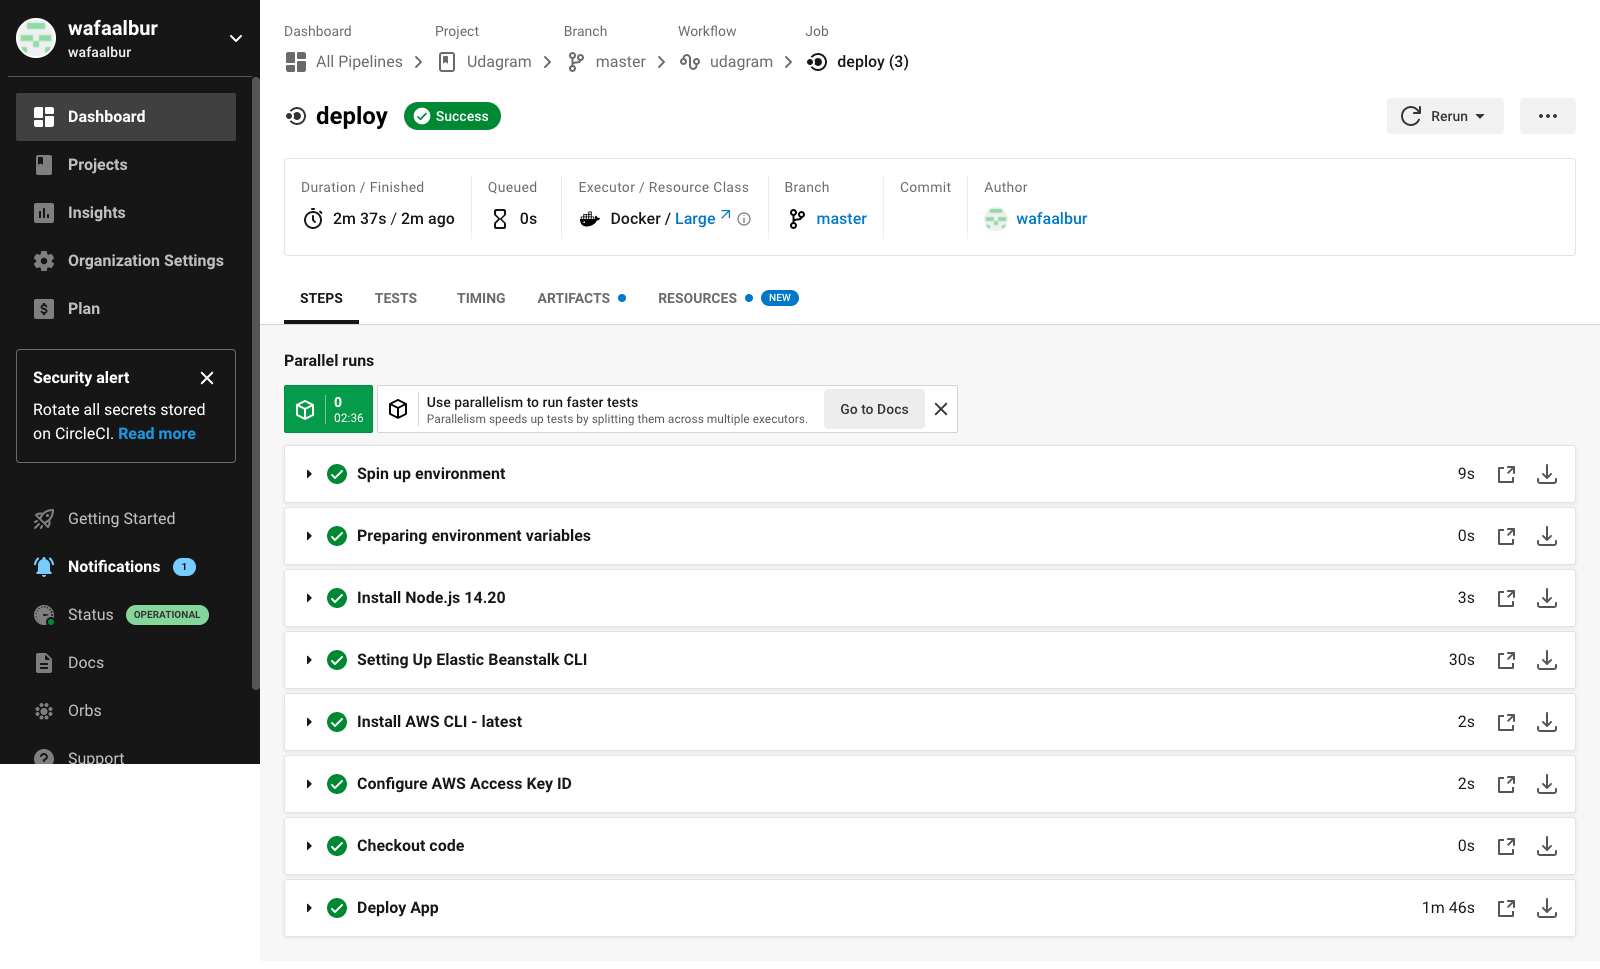 wafaalbur
wafaalbur
Dashboard
Projects
Insights
Organization Settings
Plan
Security alert
Rotate all secrets stored
on CircleCI. Read more
Getting Started
Notifications 1
Status OPERATIONAL
Docs
Orbs
Support
Dashboard Project Branch Workflow Job
All Pipelines Udagram master udagram deploy (3)
deploy Success Rerun
Duration / Finished Queued Executor / Resource Class Branch Commit Author
2m 37s / 2m ago 0s Docker / Large master wafaalbur
STEPS TESTS TIMING ARTIFACTS RESOURCES NEW
Parallel runs
0
02:36
Use parallelism to run faster tests
Parallelism speeds up tests by splitting them across multiple executors.
Go to Docs
Spin up environment 9s
Preparing environment variables 0s
Install Node.js 14.20 3s
Setting Up Elastic Beanstalk CLI 30s
Install AWS CLI - latest 2s
Configure AWS Access Key ID 2s
Checkout code 0s
Deploy App 1m 46s